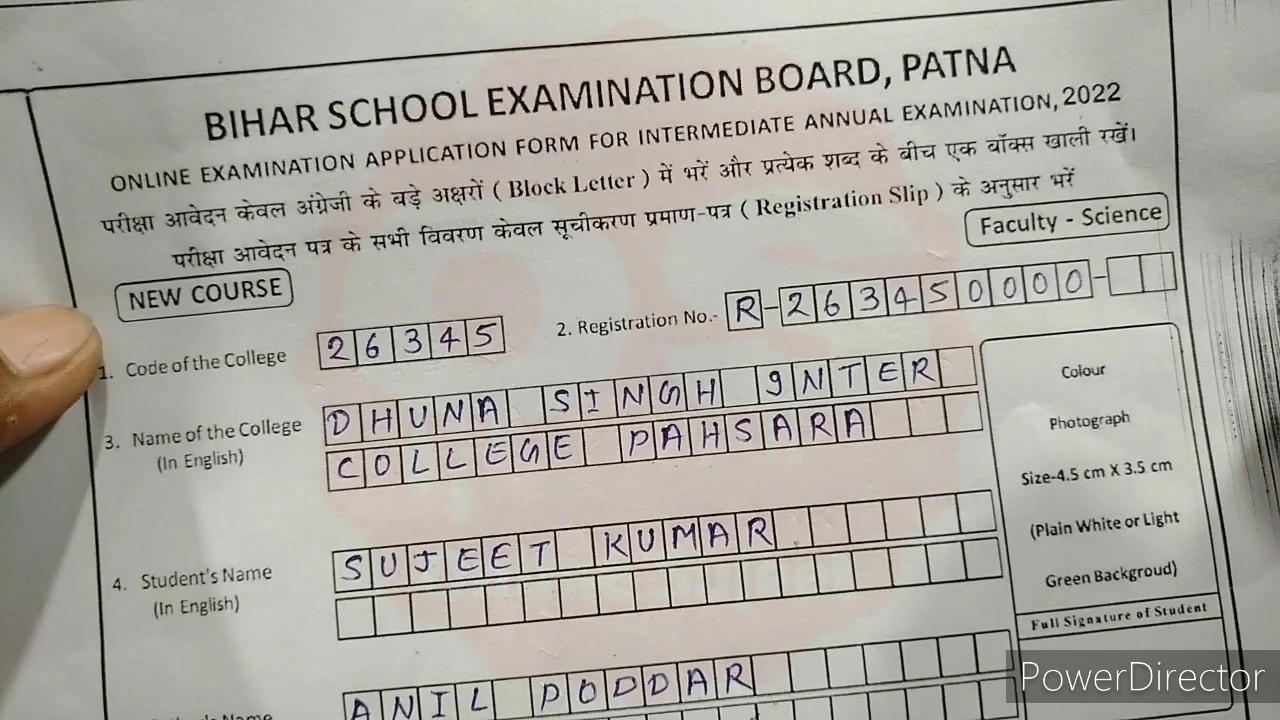 BIHAR SCHOOL EXAMINATION BOARD, PATNA
ONLINE EXAMINATION APPLICATION FORM FOR INTERMEDIATE ANNUAL EXAMINATION, 2022
परीक्षा आवेदन केवल अंग्रेजी के बड़े अक्षरों ( Block Letter ) में भरें और प्रत्येक शब्द के बीच एक बॉक्स खाली रखें।
परीक्षा आवेदन पत्र के सभी विवरण केवल सूचीकरण प्रमाण-पत्र ( Registration Slip ) के अनुसार भरें
Faculty - Science
NEW COURSE
1. Code of the College 26345
2. Registration No.- R-263450000-
3. Name of the College DHUNA SINGH INTER
(In English) COLLEGE PAHSARA
Colour
Photograph
Size-4.5 cm X 3.5 cm
(Plain White or Light
Green Backgroud)
4. Student's Name SUJEET KUMAR
(In English)
Full Signature of Student
ANIL PODDAR
Name
PowerDirector